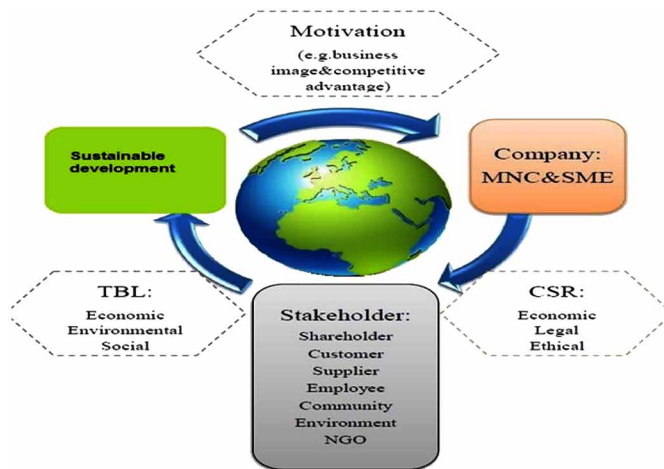 Motivation
(e.g.business
image&competitive
advantage)
Sustainable
development
Company:
MNC&SME
TBL:
Economic
Environmental
Social
Stakeholder:
Shareholder
Customer
Supplier
Employee
Community
Environment
NGO
CSR:
Economic
Legal
Ethical